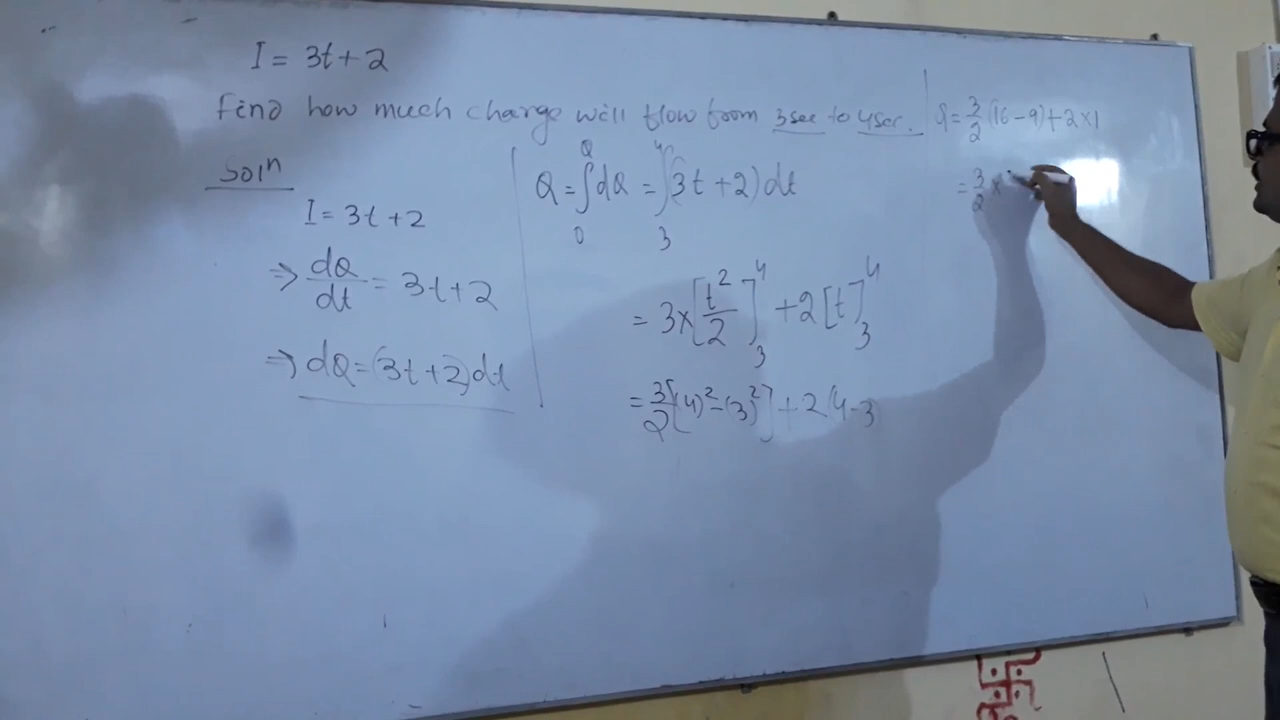 I = 3t + 2
Find how much charge will flow from 3sec to 4sec.
Solⁿ
I = 3t + 2
⇒ dQ/dt = 3t + 2
⇒ dQ = (3t + 2)dt
Q = ∫₀^Q dQ = ∫₃⁴ (3t + 2) dt
= 3 × [t²/2]₃⁴ + 2 [t]₃⁴
= 3/2 [(4)² - (3)²] + 2 (4 - 3
Q = 3/2 (16 - 9) + 2 × 1
= 3/2 ×